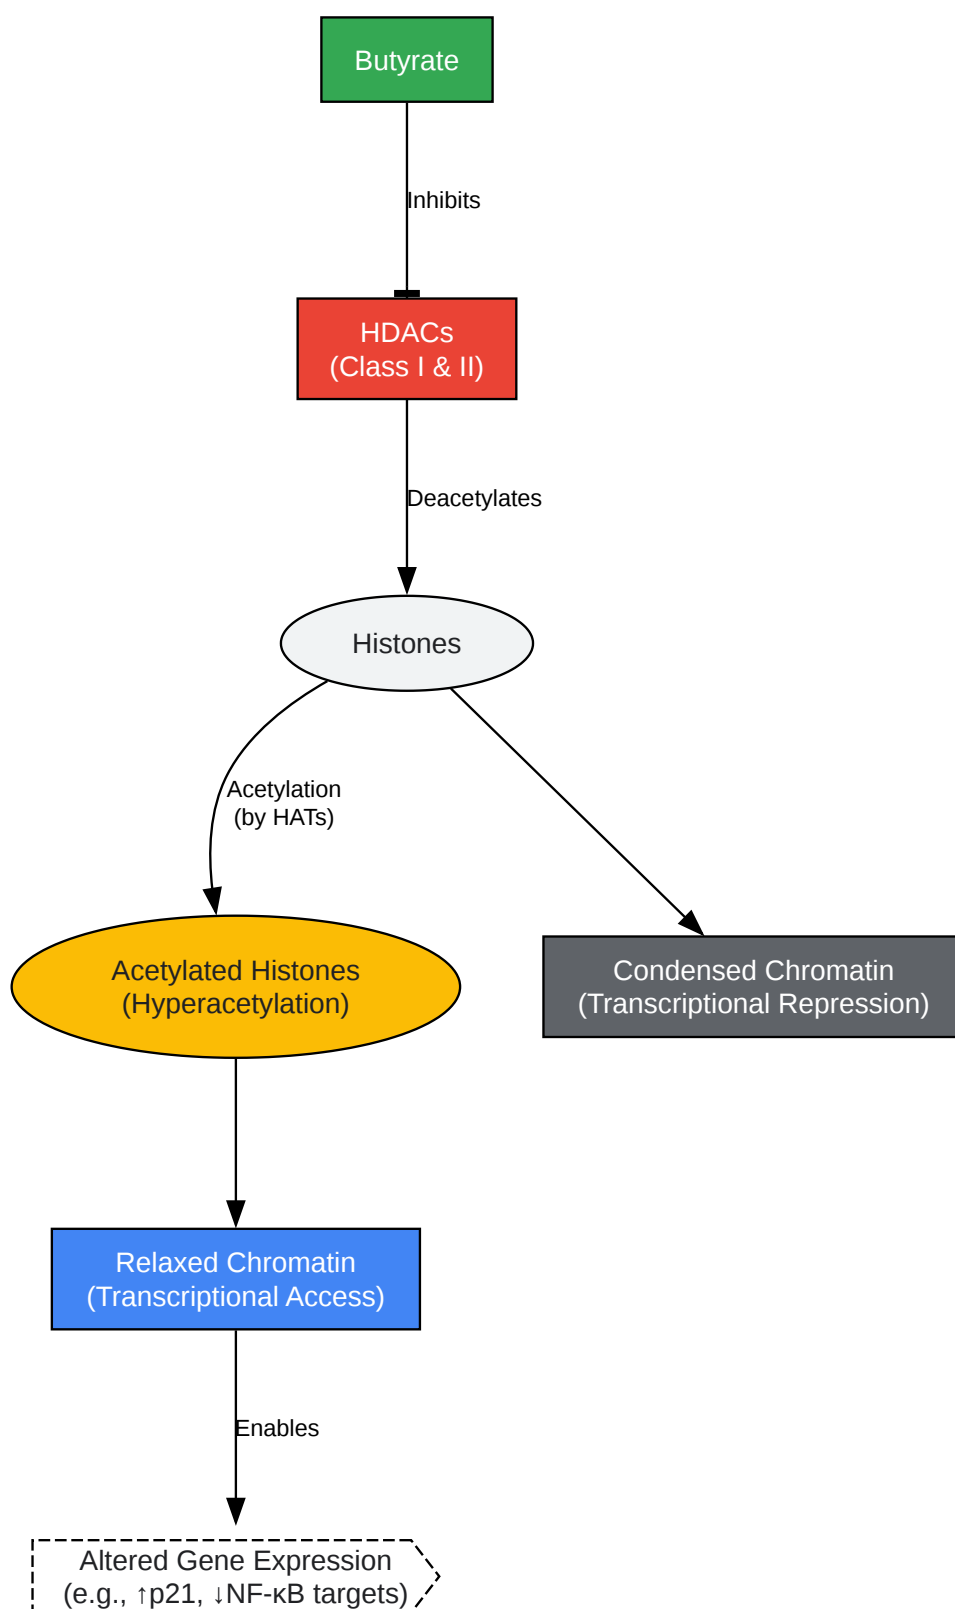 Butyrate
Inhibits
HDACs
(Class I & II)
Deacetylates
Histones
Acetylation
(by HATs)
Acetylated Histones
(Hyperacetylation)
Condensed Chromatin
(Transcriptional Repression)
Relaxed Chromatin
(Transcriptional Access)
Enables
Altered Gene Expression
(e.g., ↑p21, ↓NF-κB targets)